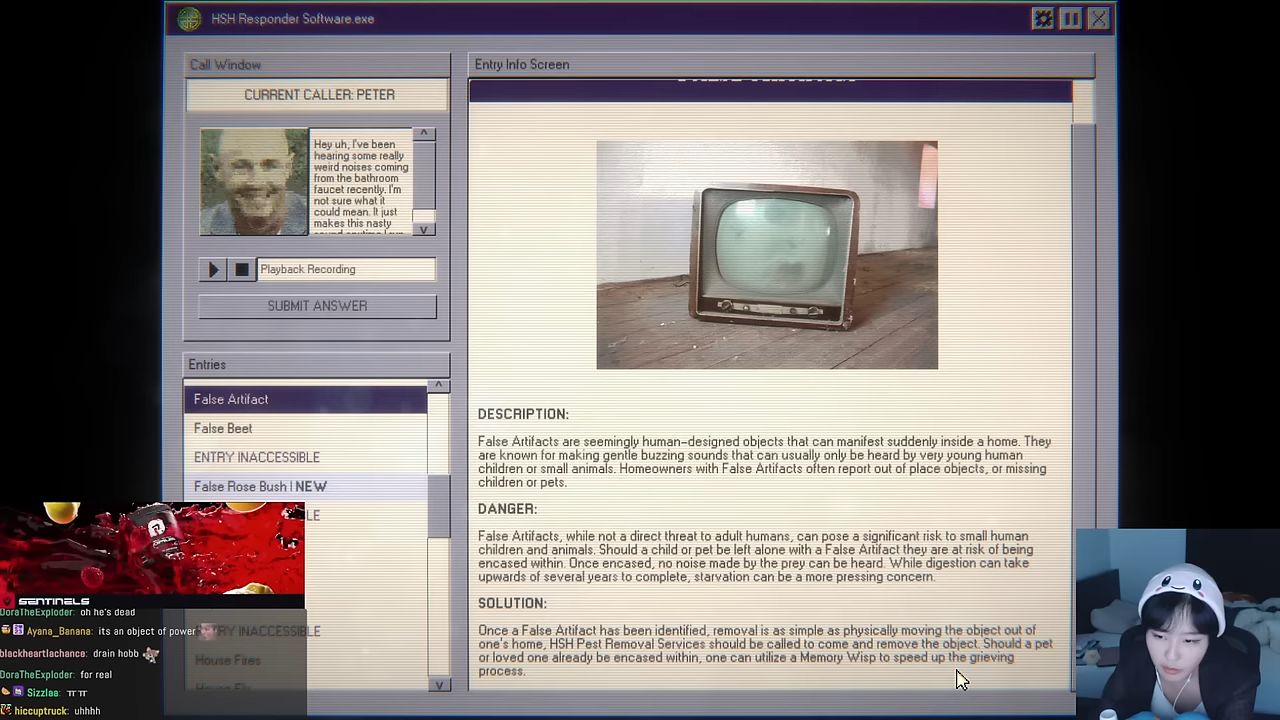 HSH Responder Software.exe
Call Window
CURRENT CALLER: PETER
Hey uh, I've been
hearing some really
weird noises coming
from the bathroom
faucet recently. I'm
not sure what it
could mean. It just
makes this nasty
Playback Recording
SUBMIT ANSWER
Entries
False Artifact
False Beet
ENTRY INACCESSIBLE
False Rose Bush | NEW
LE
ENTRY INACCESSIBLE
House Fires
Entry Info Screen
DESCRIPTION:
False Artifacts are seemingly human-designed objects that can manifest suddenly inside a home. They
are known for making gentle buzzing sounds that can usually only be heard by very young human
children or small animals. Homeowners with False Artifacts often report out of place objects, or missing
children or pets.
DANGER:
False Artifacts, while not a direct threat to adult humans, can pose a significant risk to small human
children and animals. Should a child or pet be left alone with a False Artifact they are at risk of being
encased within. Once encased, no noise made by the prey can be heard. While digestion can take
upwards of several years to complete, starvation can be a more pressing concern.
SOLUTION:
Once a False Artifact has been identified, removal is as simple as physically moving the object out of
one's home, HSH Pest Removal Services should be called to come and remove the object. Should a pet
or loved one already be encased within, one can utilize a Memory Wisp to speed up the grieving
process.
SENTINELS
DoraTheExploder: oh he's dead
Ayana_Banana: its an object of power
blackheartlachance: drain hobb
DoraTheExploder: for real
Sizzlaa: ㅠㅠ
hiccuptruck: uhhhh